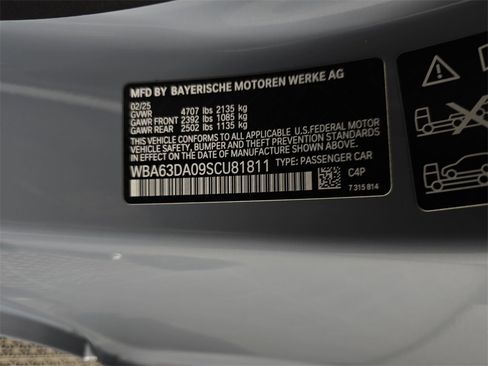 MFD BY BAYERISCHE MOTOREN WERKE AG
02/25
GVWR 4707 lbs 2135 kg
GAWR FRONT 2392 lbs 1085 kg
GAWR REAR 2502 lbs 1135 kg
THIS VEHICLE CONFORMS TO ALL APPLICABLE U.S.FEDERAL MOTOR
VEHICLE SAFETY, BUMPER, AND THEFT PREVENTION STANDARDS
IN EFFECT ON THE DATE OF MANUFACTURE SHOWN ABOVE.
WBA63DA09SCU81811 TYPE: PASSENGER CAR
C4P
7 315 814